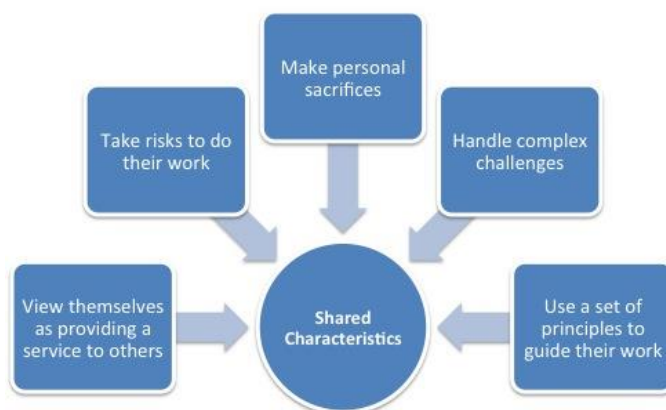 Make personal
sacrifices
Take risks to do
their work
Handle complex
challenges
View themselves
as providing a
service to others
Shared
Characteristics
Use a set of
principles to
guide their work